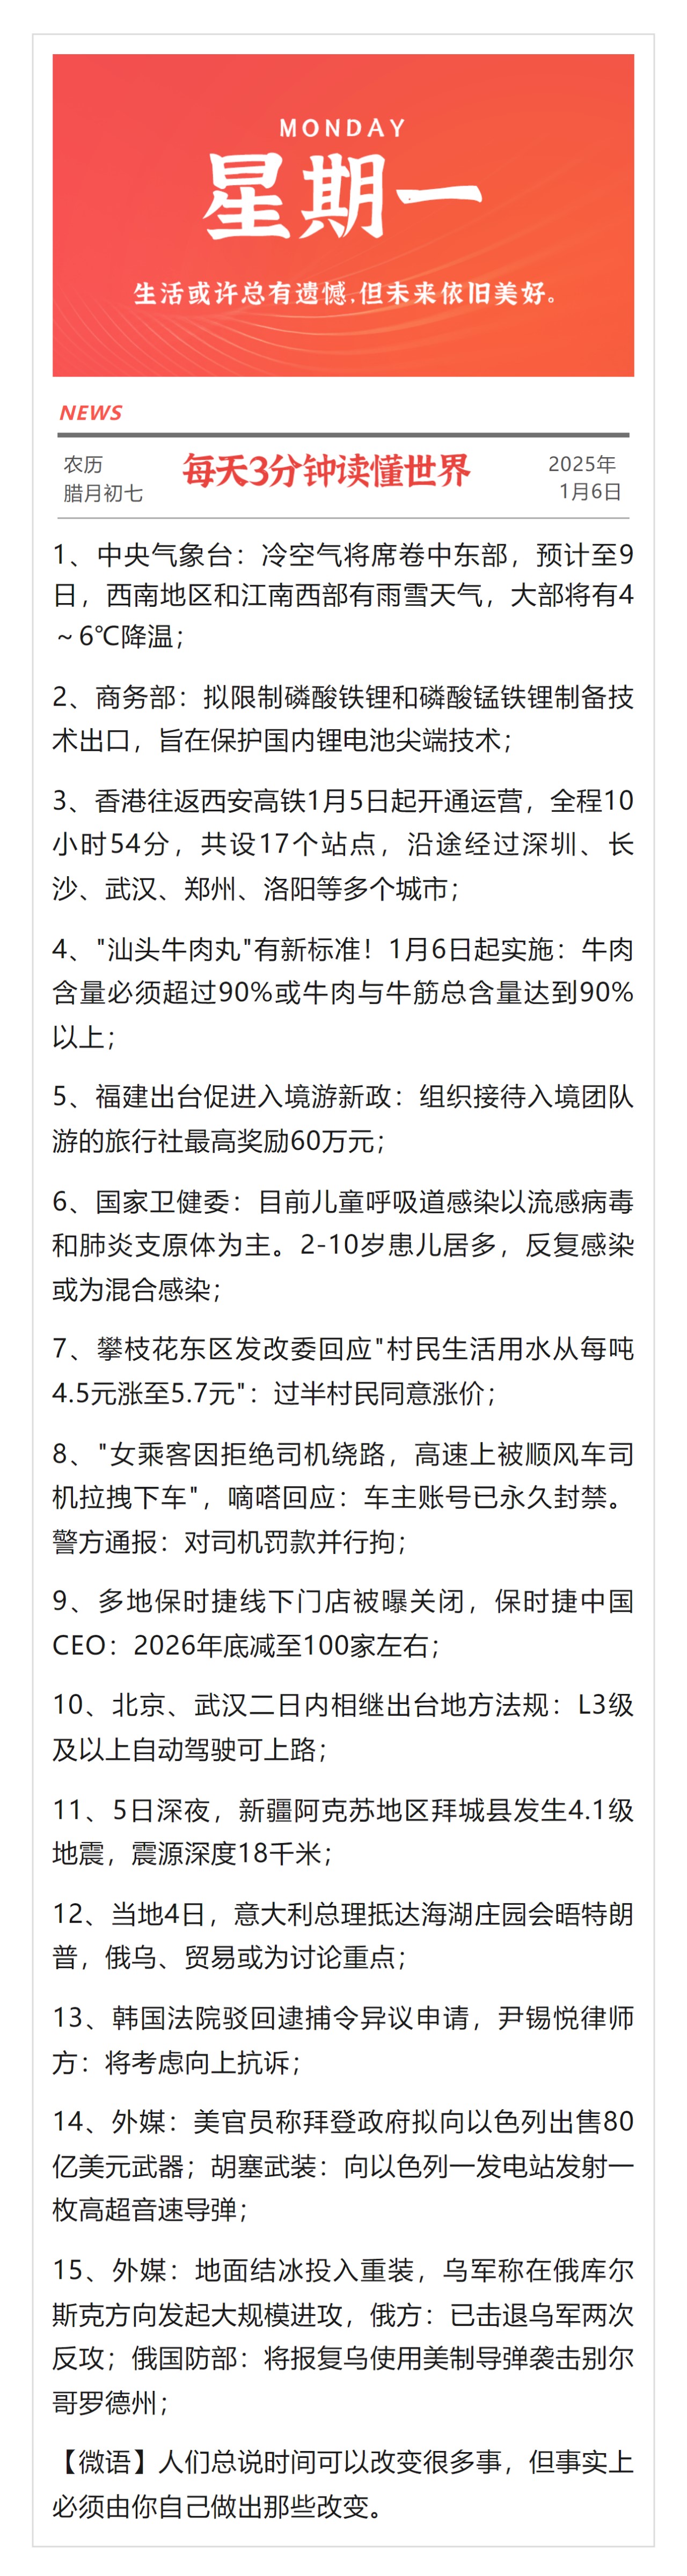 MONDAY
星期一
生活或许总有遗憾,但未来依旧美好。
NEWS
农历
腊月初七
每天3分钟读懂世界
2025年
1月6日
1、中央气象台：冷空气将席卷中东部，预计至9
日，西南地区和江南西部有雨雪天气，大部将有4
~6℃降温；
2、商务部：拟限制磷酸铁锂和磷酸锰铁锂制备技
术出口，旨在保护国内锂电池尖端技术；
3、香港往返西安高铁1月5日起开通运营，全程10
小时54分，共设17个站点，沿途经过深圳、长
沙、武汉、郑州、洛阳等多个城市；
4、"汕头牛肉丸"有新标准！1月6日起实施：牛肉
含量必须超过90%或牛肉与牛筋总含量达到90%
以上；
5、福建出台促进入境游新政：组织接待入境团队
游的旅行社最高奖励60万元；
6、国家卫健委：目前儿童呼吸道感染以流感病毒
和肺炎支原体为主。2-10岁患儿居多，反复感染
或为混合感染；
7、攀枝花东区发改委回应"村民生活用水从每吨
4.5元涨至5.7元"：过半村民同意涨价；
8、"女乘客因拒绝司机绕路，高速上被顺风车司
机拉拽下车"，嘀嗒回应：车主账号已永久封禁。
警方通报：对司机罚款并行拘；
9、多地保时捷线下门店被曝关闭，保时捷中国
CEO：2026年底减至100家左右；
10、北京、武汉二日内相继出台地方法规：L3级
及以上自动驾驶可上路；
11、5日深夜，新疆阿克苏地区拜城县发生4.1级
地震，震源深度18千米；
12、当地4日，意大利总理抵达海湖庄园会晤特朗
普，俄乌、贸易或为讨论重点；
13、韩国法院驳回逮捕令异议申请，尹锡悦律师
方：将考虑向上抗诉；
14、外媒：美官员称拜登政府拟向以色列出售80
亿美元武器；胡塞武装：向以色列一发电站发射一
枚高超音速导弹；
15、外媒：地面结冰投入重装，乌军称在俄库尔
斯克方向发起大规模进攻，俄方：已击退乌军两次
反攻；俄国防部：将报复乌使用美制导弹袭击别尔
哥罗德州；
【微语】人们总说时间可以改变很多事，但事实上
必须由你自己做出那些改变。